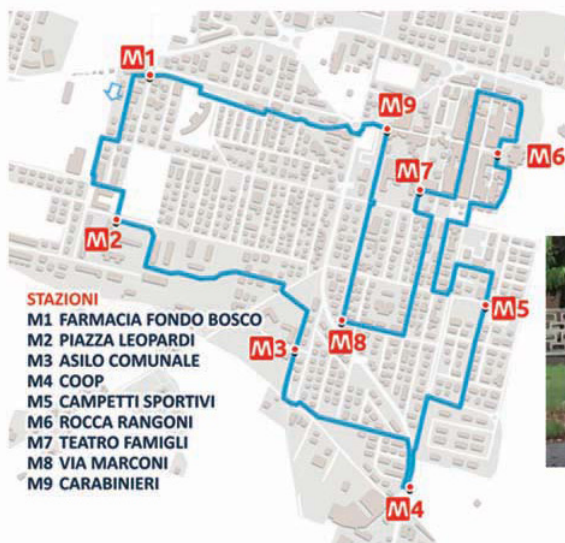 M1
M9
M7
M6
M2
M5
M3
M8
M4
STAZIONI
M1 FARMACIA FONDO BOSCO
M2 PIAZZA LEOPARDI
M3 ASILO COMUNALE
M4 COOP
M5 CAMPETTI SPORTIVI
M6 ROCCA RANGONI
M7 TEATRO FAMIGLI
M8 VIA MARCONI
M9 CARABINIERI